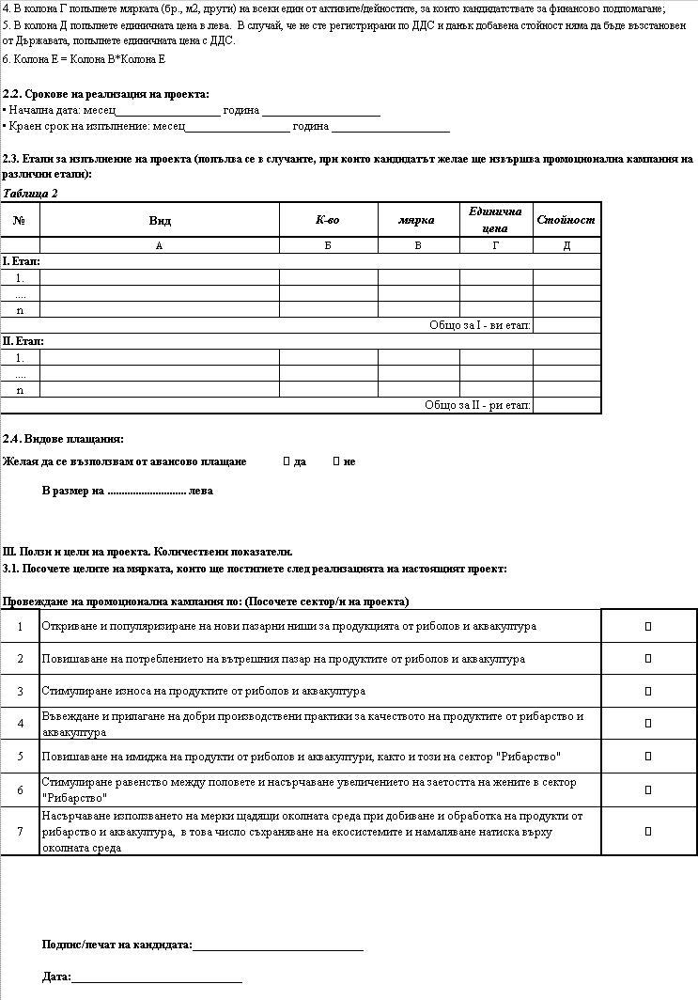 4. В колона Г попълнете мярката (бр., м2, други) на всеки един от активите/дейностите, за които кандидатствате за финансово подпомагане;
5. В колона Д попълнете единичната цена в лева. В случай, че не сте регистрирани по ДДС и данък добавена стойност няма да бъде възстановен
от Държавата, попълнете единичната цена с ДДС.
6. Колона Е = Колона В*Колона Е
2.2. Срокове на реализация на проекта:
▪ Начална дата: месец___________________ година _____________________
▪ Краен срок на изпълнение: месец___________________ година _____________________
2.3. Етапи за изпълнение на проекта (попълва се в случаите, при които кандидатът желае ще извършва промоционална кампания на
различни етапи):
Таблица 2
№ Вид К-во мярка Единична цена Стойност
А Б В Г Д
I. Етап:
1.
....
n
Общо за I - ви етап:
II. Етап:
1.
....
n
Общо за II - ри етап:
2.4. Видове плащания:
Желая да се възползвам от авансово плащане ▯ да ▯ не
В размер на ............................ лева
III. Ползи и цели на проекта. Количествени показатели.
3.1. Посочете целите на мярката, които ще постигнете след реализацията на настоящият проект:
Провеждане на промоционална кампания по: (Посочете сектор/и на проекта)
1 Откриване и популяризиране на нови пазарни ниши за продукцията от риболов и аквакултура ▯
2 Повишаване на потреблението на вътрешния пазар на продуктите от риболов и аквакултура ▯
3 Стимулиране износа на продуктите от риболов и аквакултура ▯
4 Въвеждане и прилагане на добри производствени практики за качеството на продуктите от рибарство и
аквакултура ▯
5 Повишаване на имиджа на продукти от риболов и аквакултури, както и този на сектор "Рибарство" ▯
6 Стимулиране равенство между половете и насърчаване увеличението на заетостта на жените в сектор
"Рибарство" ▯
7 Насърчаване използването на мерки щадящи околната среда при добиване и обработка на продукти от
рибарство и аквакултура, в това число съхраняване на екосистемите и намаляване натиска върху
околната среда ▯
Подпис/печат на кандидата:______________________________
Дата:______________________________